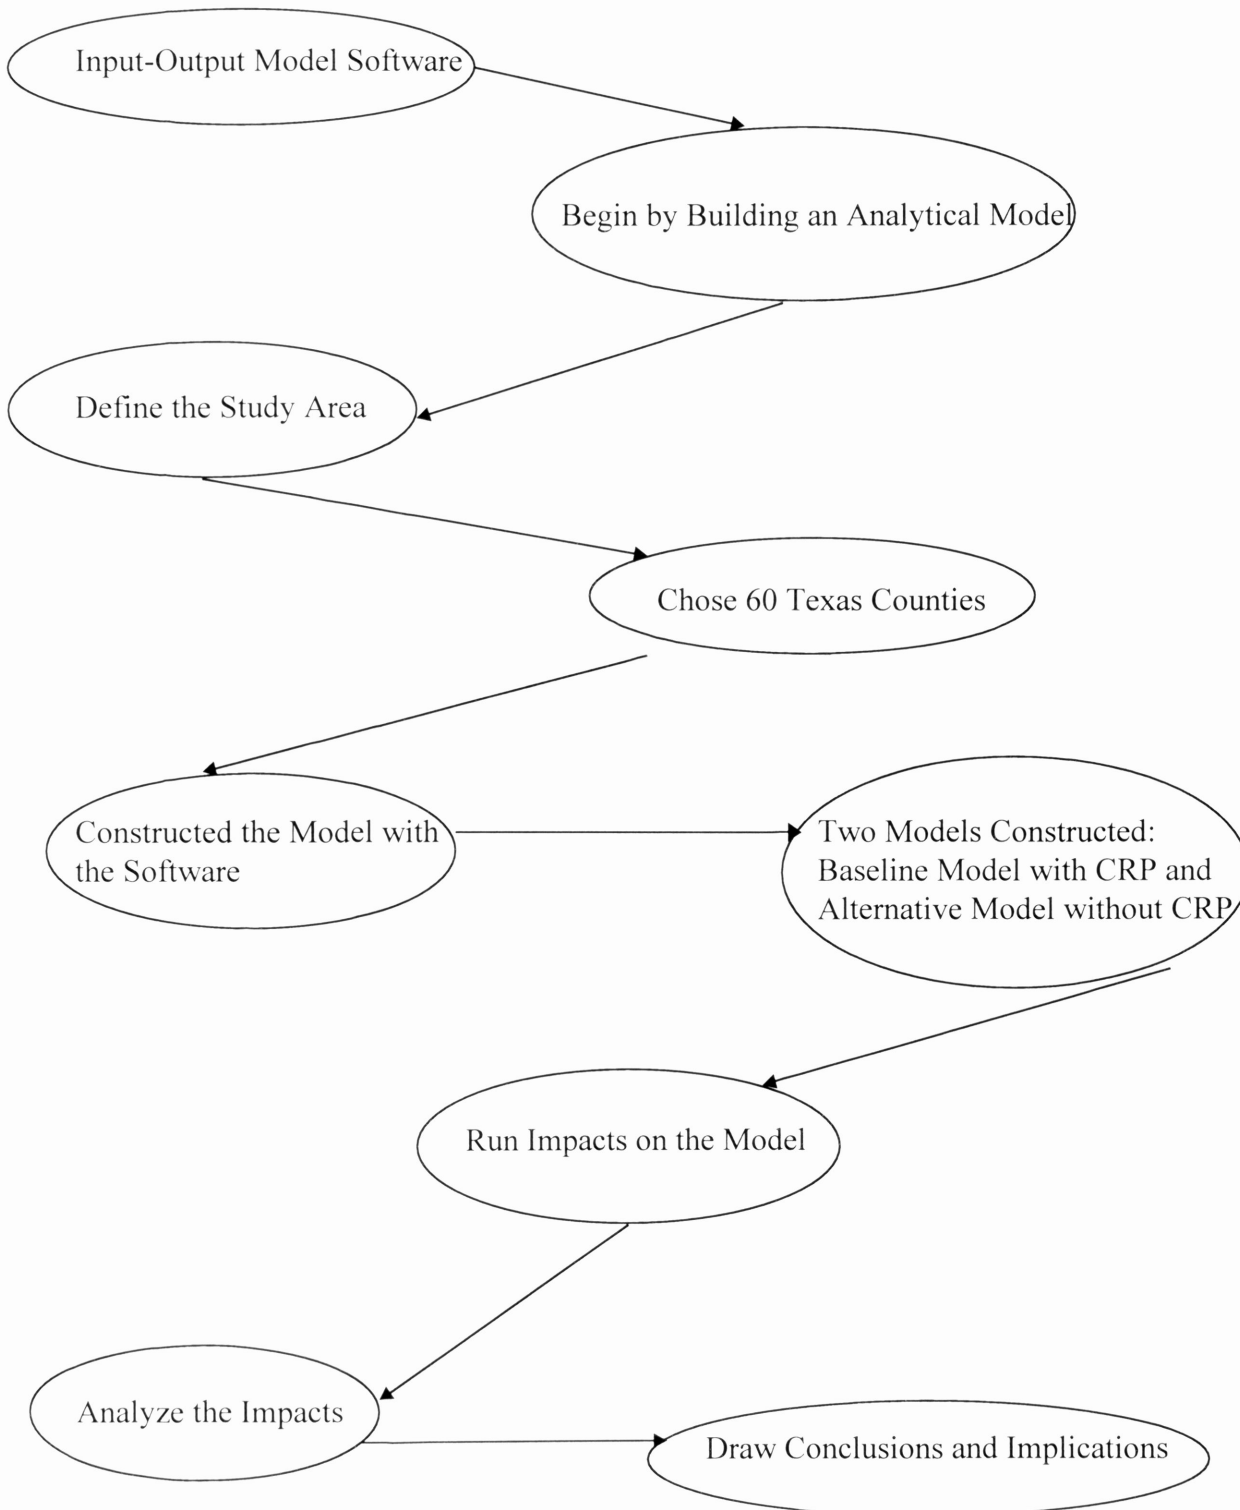 Input-Output Model Software
Begin by Building an Analytical Model
Define the Study Area
Chose 60 Texas Counties
Constructed the Model with
the Software
Two Models Constructed:
Baseline Model with CRP and
Alternative Model without CRP
Run Impacts on the Model
Analyze the Impacts
Draw Conclusions and Implications